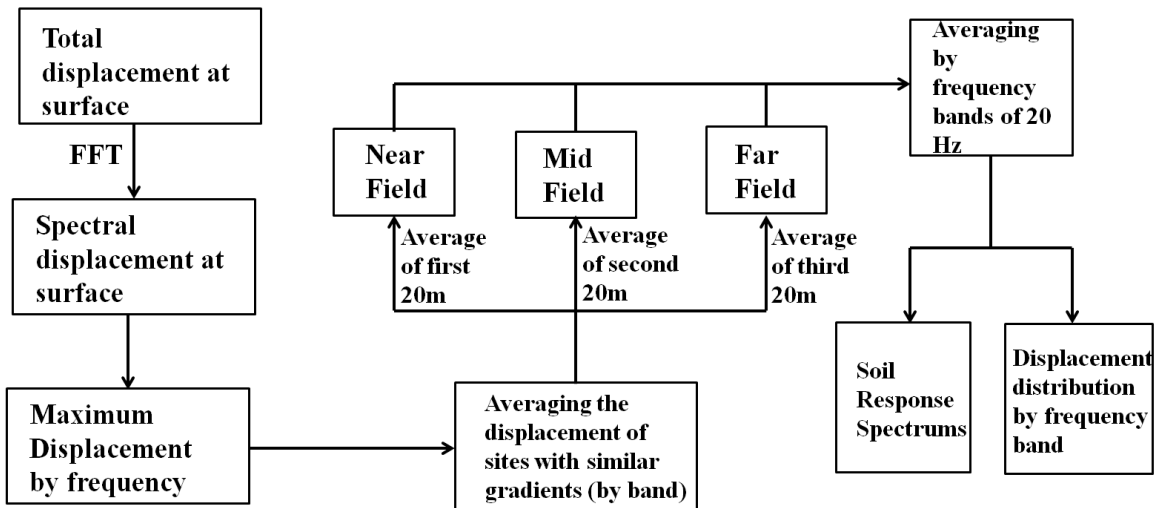 Total
displacement at
surface
FFT
Spectral
displacement at
surface
Maximum
Displacement
by frequency
Averaging the
displacement of
sites with similar
gradients (by band)
Average
of first
20m
Average
of second
20m
Average
of third
20m
Near
Field
Mid
Field
Far
Field
Averaging
by
frequency
bands of 20
Hz
Soil
Response
Spectrums
Displacement
distribution
by frequency
band